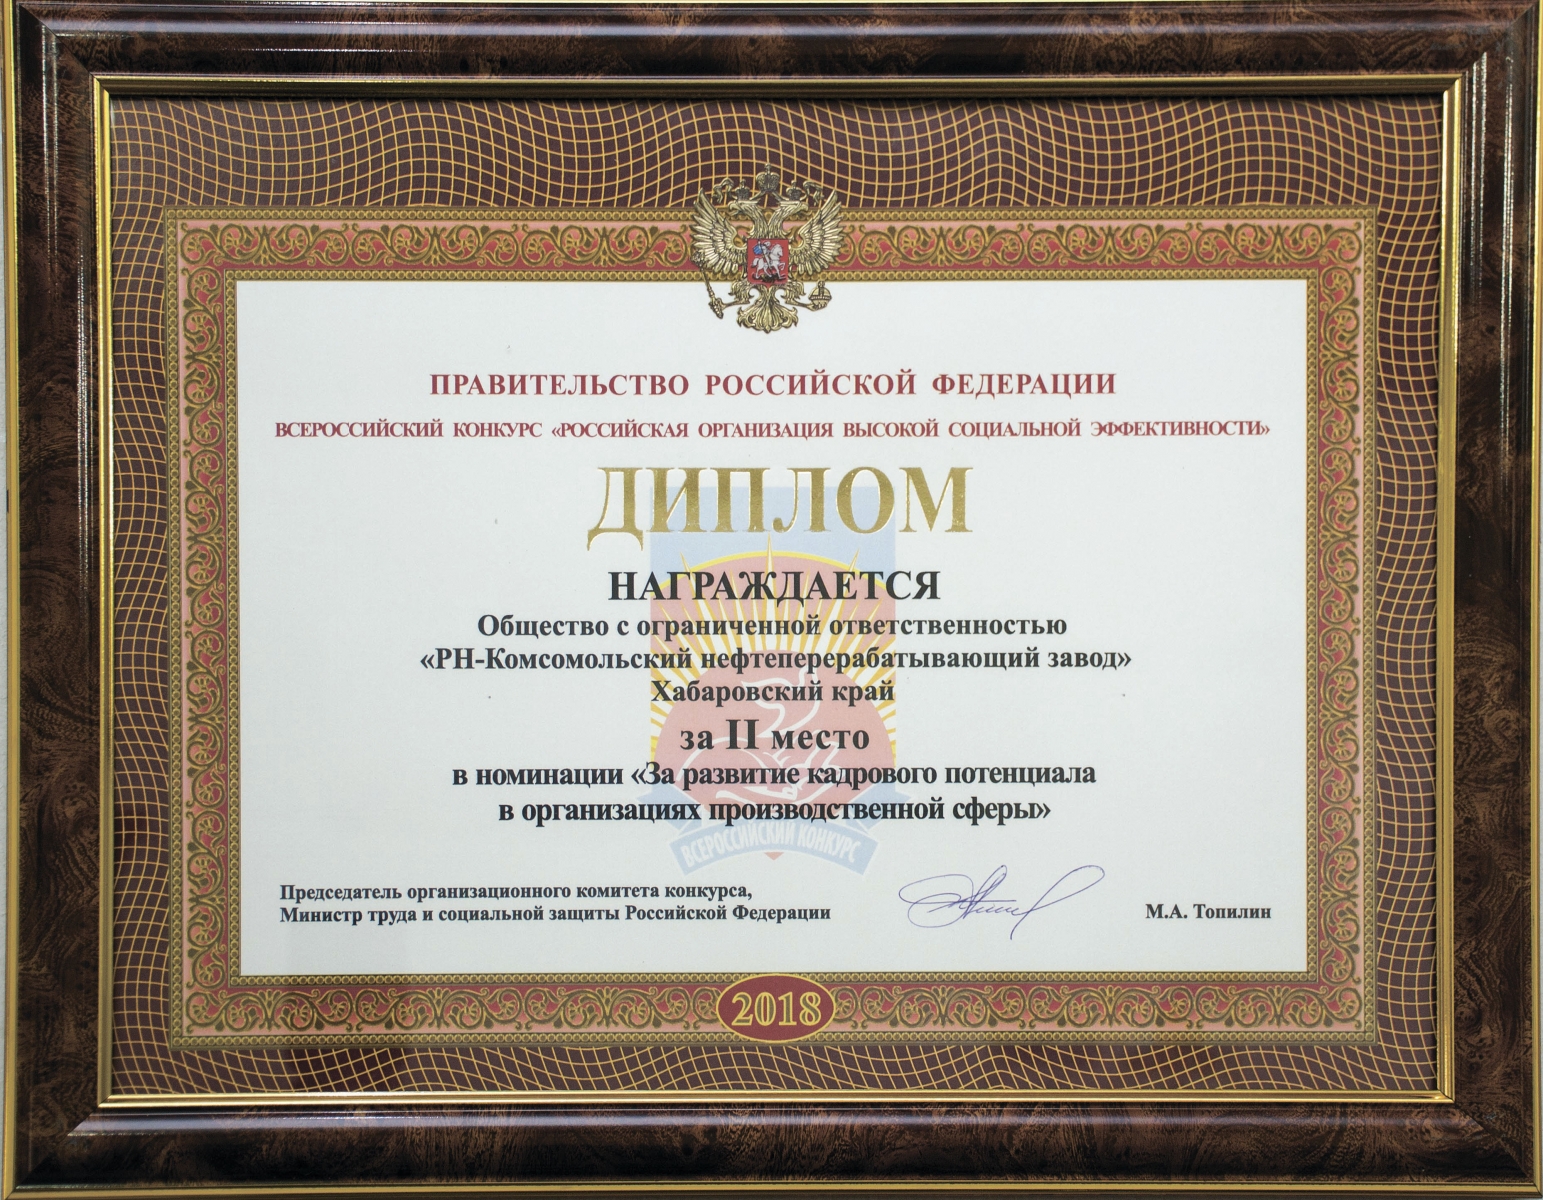 ПРАВИТЕЛЬСТВО РОССИЙСКОЙ ФЕДЕРАЦИИ
ВСЕРОССИЙСКИЙ КОНКУРС «РОССИЙСКАЯ ОРГАНИЗАЦИЯ ВЫСОКОЙ СОЦИАЛЬНОЙ ЭФФЕКТИВНОСТИ»
ДИПЛОМ
НАГРАЖДАЕТСЯ
Общество с ограниченной ответственностью
«РН-Комсомольский нефтеперерабатывающий завод»
Хабаровский край
за II место
в номинации «За развитие кадрового потенциала
в организациях производственной сферы»
ВСЕРОССИЙСКИЙ КОНКУРС
Председатель организационного комитета конкурса,
Министр труда и социальной защиты Российской Федерации
М.А. Топилин
2018